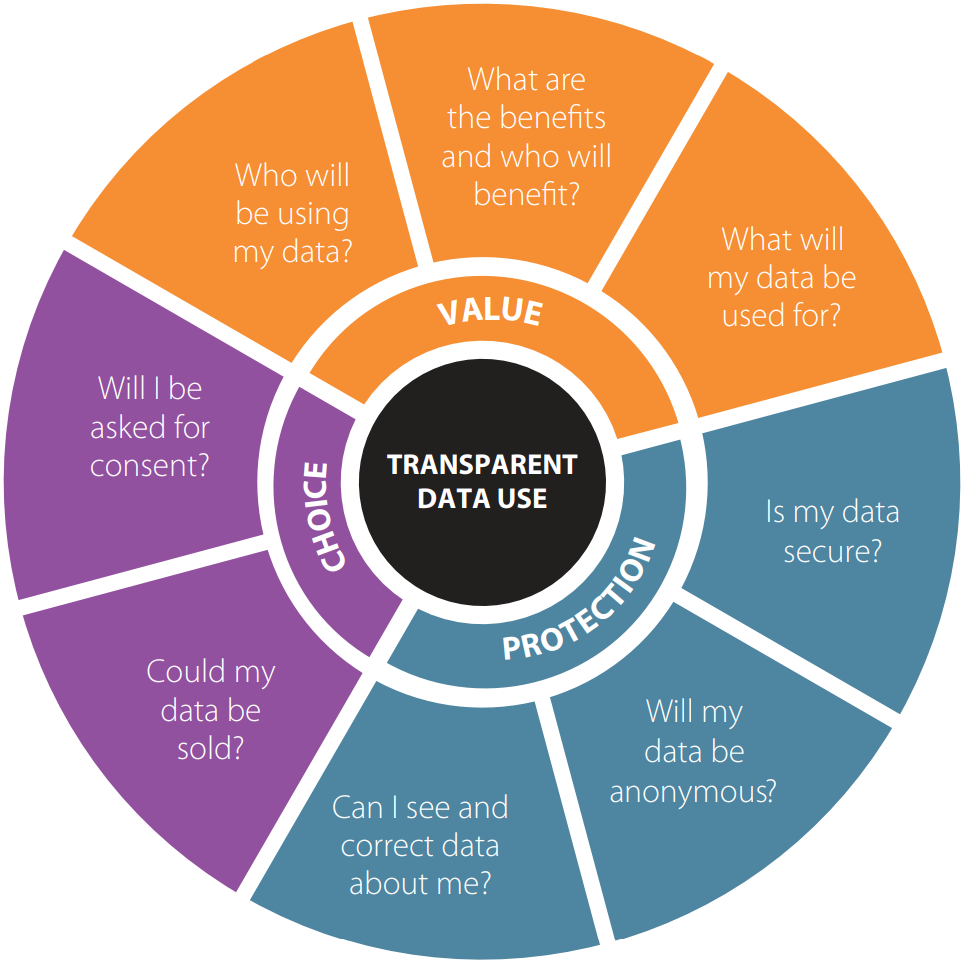 What are
the benefits
and who will
benefit?
What will
my data be
used for?
Is my data
secure?
Will my
data be
anonymous?
Can I see and
correct data
about me?
Could my
data be
sold?
Will I be
asked for
consent?
Who will
be using
my data?
VALUE
PROTECTION
CHOICE
TRANSPARENT
DATA USE